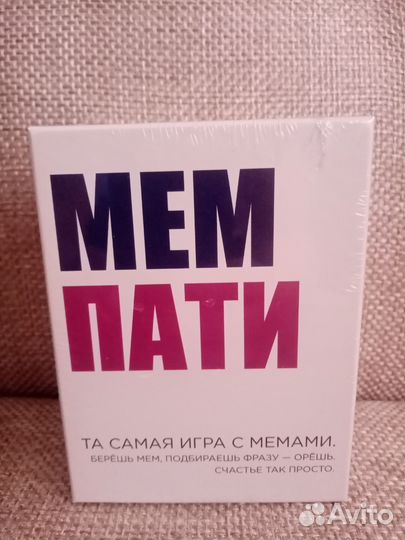 МЕМ
ПАТИ
ТА САМАЯ ИГРА С МЕМАМИ.
БЕРЁШЬ МЕМ, ПОДБИРАЕШЬ ФРАЗУ — ОРЁШЬ.
СЧАСТЬЕ ТАК ПРОСТО.
Avito